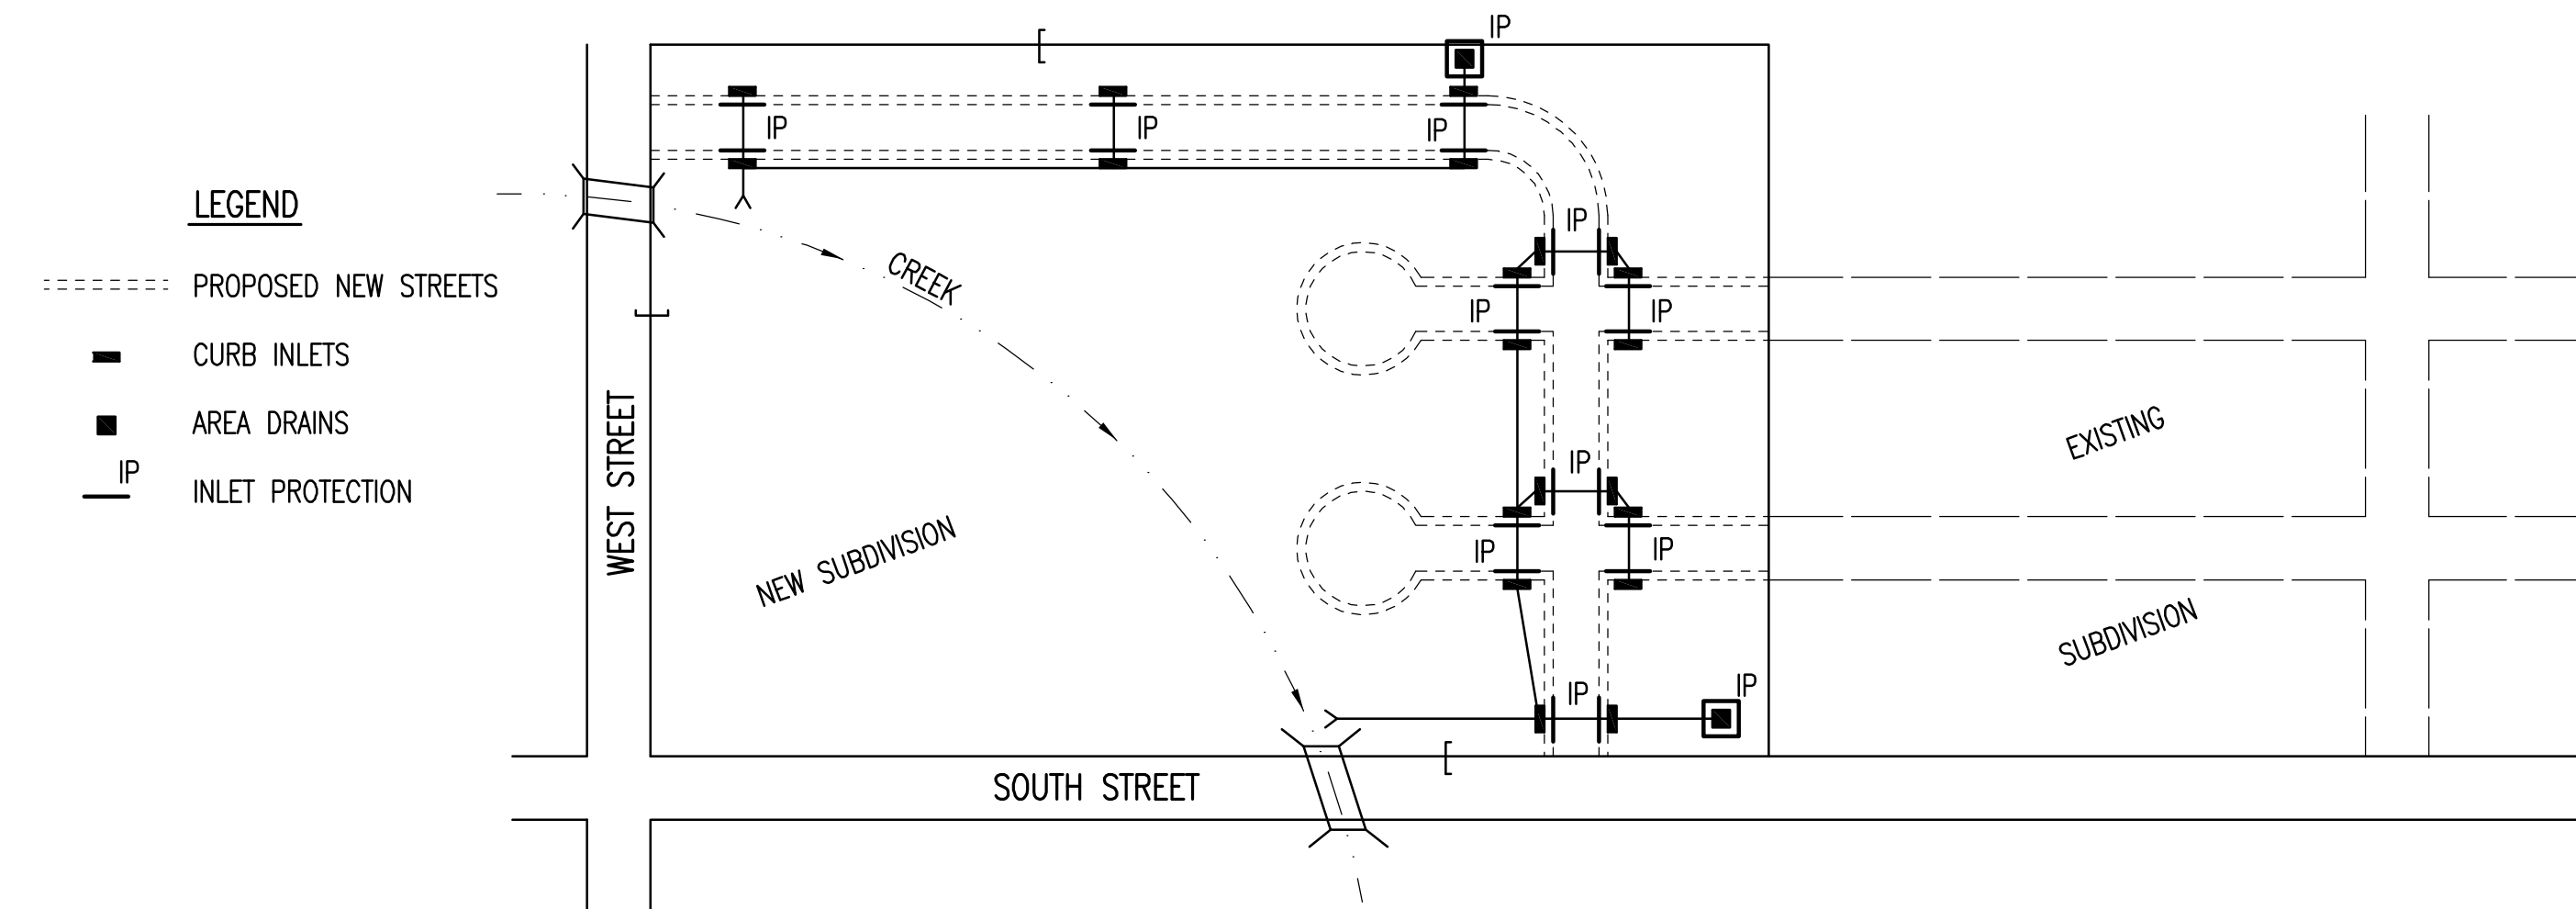 IP
IP
IP
IP
LEGEND
IP
PROPOSED NEW STREETS
CREEK
IP
IP
CURB INLETS
AREA DRAINS
WEST STREET
EXISTING
IP
IP
INLET PROTECTION
NEW SUBDIVISION
IP
IP
SUBDIVISION
IP
IP
SOUTH STREET